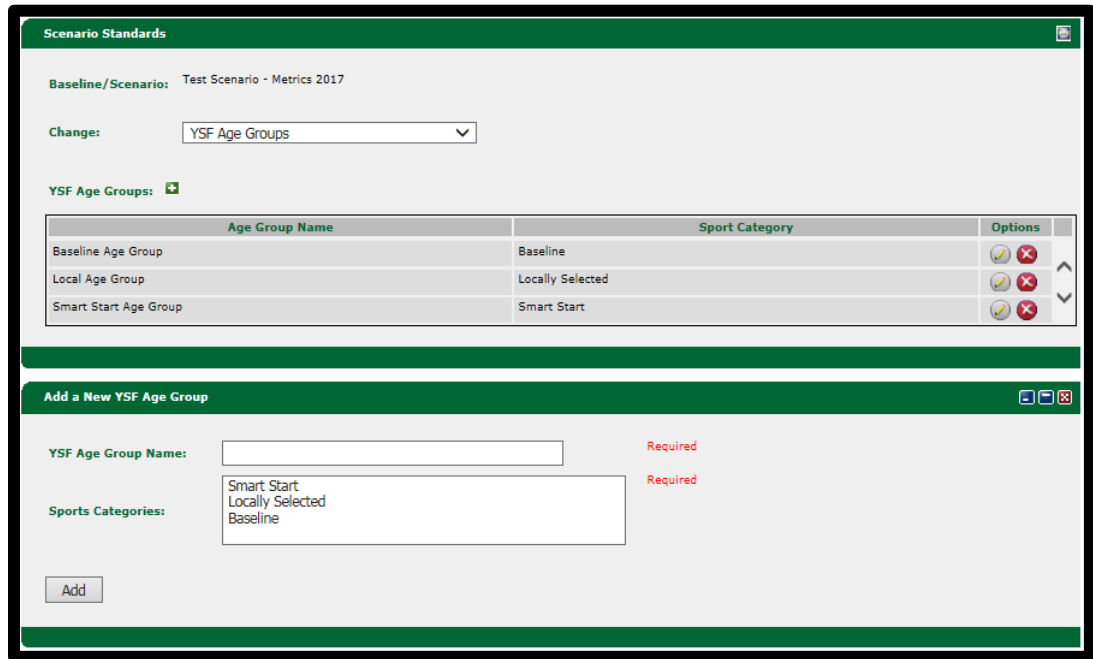 Scenario Standards
Baseline/Scenario: Test Scenario - Metrics 2017
Change: YSF Age Groups
YSF Age Groups:
Age Group Name Sport Category Options
Baseline Age Group Baseline
Local Age Group Locally Selected
Smart Start Age Group Smart Start
Add a New YSF Age Group
YSF Age Group Name: Required
Smart Start Required
Locally Selected
Sports Categories:
Baseline
Add